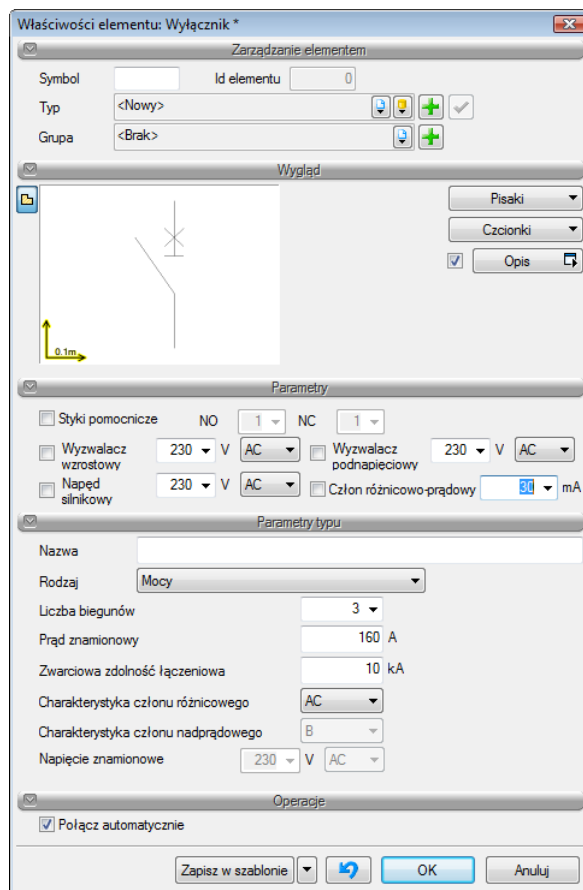 Właściwości elementu: Wyłącznik *
Zarządzanie elementem
Symbol Id elementu 0
Typ <Nowy>
Grupa <Brak>
Wygląd
Pisaki
Czcionki
Opis
0.1m
Parametry
Styki pomocnicze NO 1 NC 1
Wyzwalacz wzrostowy 230 V AC Wyzwalacz podnapięciowy 230 V AC
Napęd silnikowy 230 V AC Człon różnicowo-prądowy 30 mA
Parametry typu
Nazwa
Rodzaj Mocy
Liczba biegunów 3
Prąd znamionowy 160 A
Zwarciowa zdolność łączeniowa 10 kA
Charakterystyka członu różnicowego AC
Charakterystyka członu nadprądowego B
Napięcie znamionowe 230 V AC
Operacje
Połącz automatycznie
Zapisz w szablonie OK Anuluj